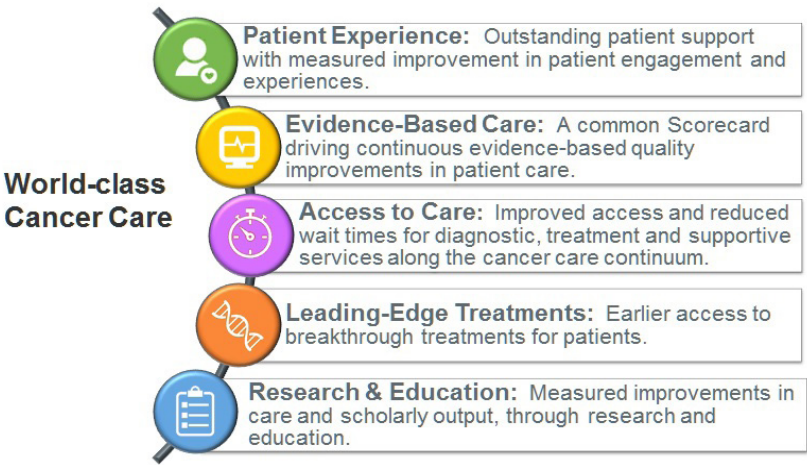 Patient Experience: Outstanding patient support
with measured improvement in patient engagement and
experiences.
Evidence-Based Care: A common Scorecard
driving continuous evidence-based quality
improvements in patient care.
World-class
Cancer Care
Access to Care: Improved access and reduced
wait times for diagnostic, treatment and supportive
services along the cancer care continuum.
Leading-Edge Treatments: Earlier access to
breakthrough treatments for patients.
Research & Education: Measured improvements in
care and scholarly output, through research and
education.